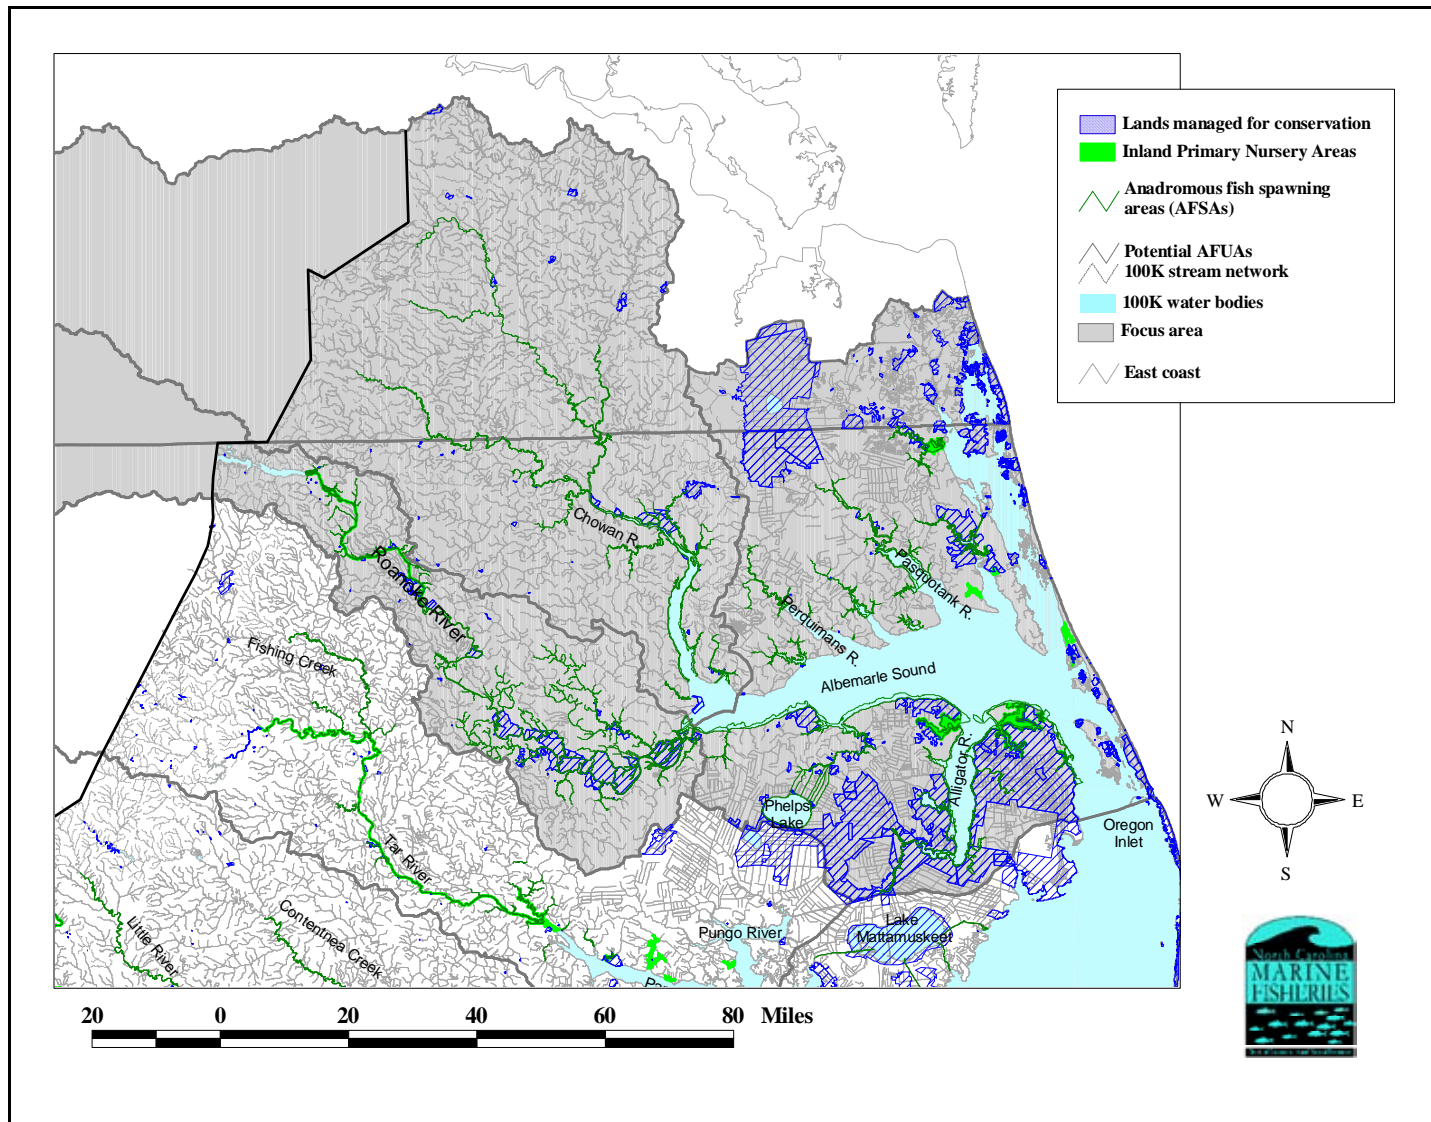 Lands managed for conservation
Inland Primary Nursery Areas
Anadromous fish spawning
areas (AFSAs)
Potential AFUAs
100K stream network
100K water bodies
Focus area
East coast
Chowan R.
Roanoke River
Pasquotank R.
Perquimans R.
Fishing Creek
Albemarle Sound
Alligator R.
Phelps
Lake
Oregon
Inlet
Tar River
Contentnea Creek
Little River
Pungo River
Lake
Mattamuskeet
Pa
N
W
E
S
20 0 20 40 60 80 Miles
North Carolina
MARINE
FISHERIES